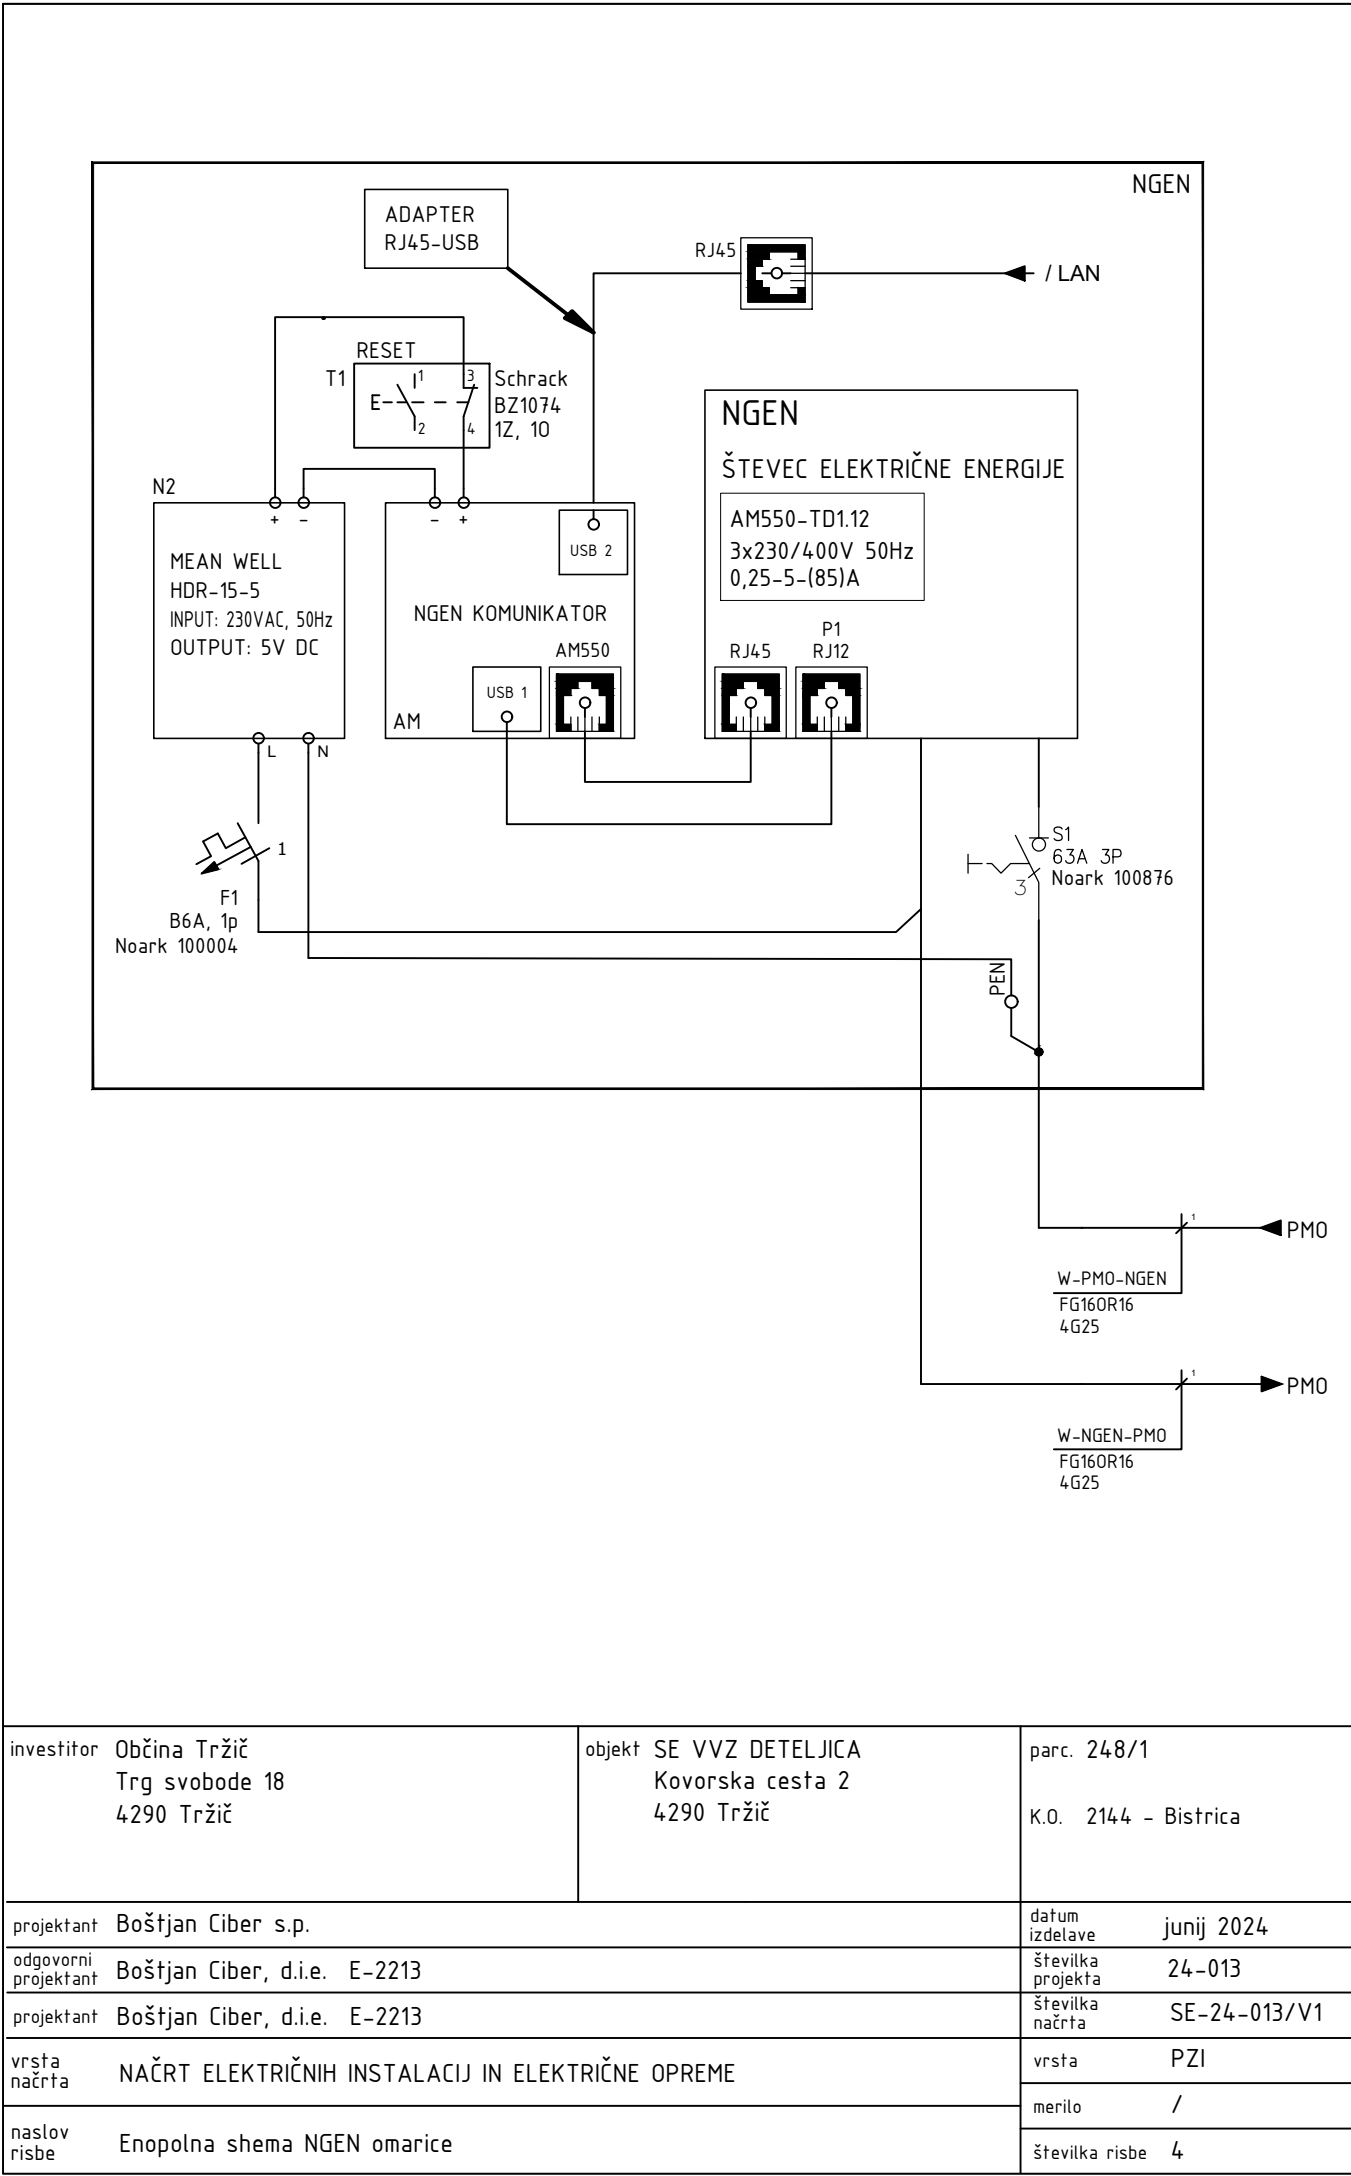 NGEN
ADAPTER
RJ45-USB
RJ45
/ LAN
RESET
T1
1
3
E
2
4
Schrack
BZ1074
1Z, 1O
NGEN
ŠTEVEC ELEKTRIČNE ENERGIJE
AM550-TD1.12
3x230/400V 50Hz
0,25-5-(85)A
P1
RJ45
RJ12
N2
+ -
MEAN WELL
HDR-15-5
INPUT: 230VAC, 50Hz
OUTPUT: 5V DC
L
N
- +
USB 2
NGEN KOMUNIKATOR
AM550
USB 1
AM
1
F1
B6A, 1p
Noark 100004
S1
63A 3P
Noark 100876
3
PEN
1
PMO
W-PMO-NGEN
FG16OR16
4G25
1
PMO
W-NGEN-PMO
FG16OR16
4G25
investitor Občina Tržič
Trg svobode 18
4290 Tržič
objekt SE VVZ DETELJICA
Kovorska cesta 2
4290 Tržič
parc. 248/1
K.O. 2144 - Bistrica
projektant Boštjan Ciber s.p.
datum
izdelave junij 2024
odgovorni
projektant Boštjan Ciber, d.i.e. E-2213
številka
projekta 24-013
projektant Boštjan Ciber, d.i.e. E-2213
številka
načrta SE-24-013/V1
vrsta
načrta NAČRT ELEKTRIČNIH INSTALACIJ IN ELEKTRIČNE OPREME
vrsta PZI
merilo /
naslov
risbe Enopolna shema NGEN omarice
številka risbe 4